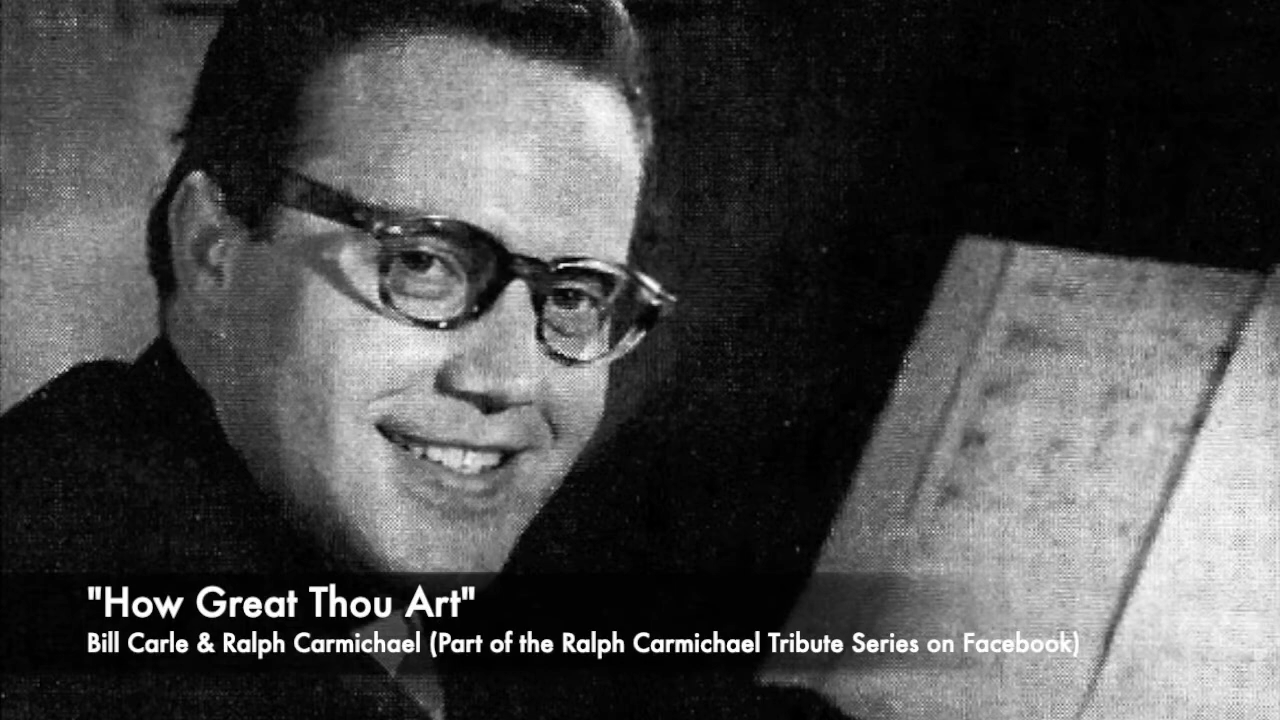 "How Great Thou Art"
Bill Carle & Ralph Carmichael (Part of the Ralph Carmichael Tribute Series on Facebook)